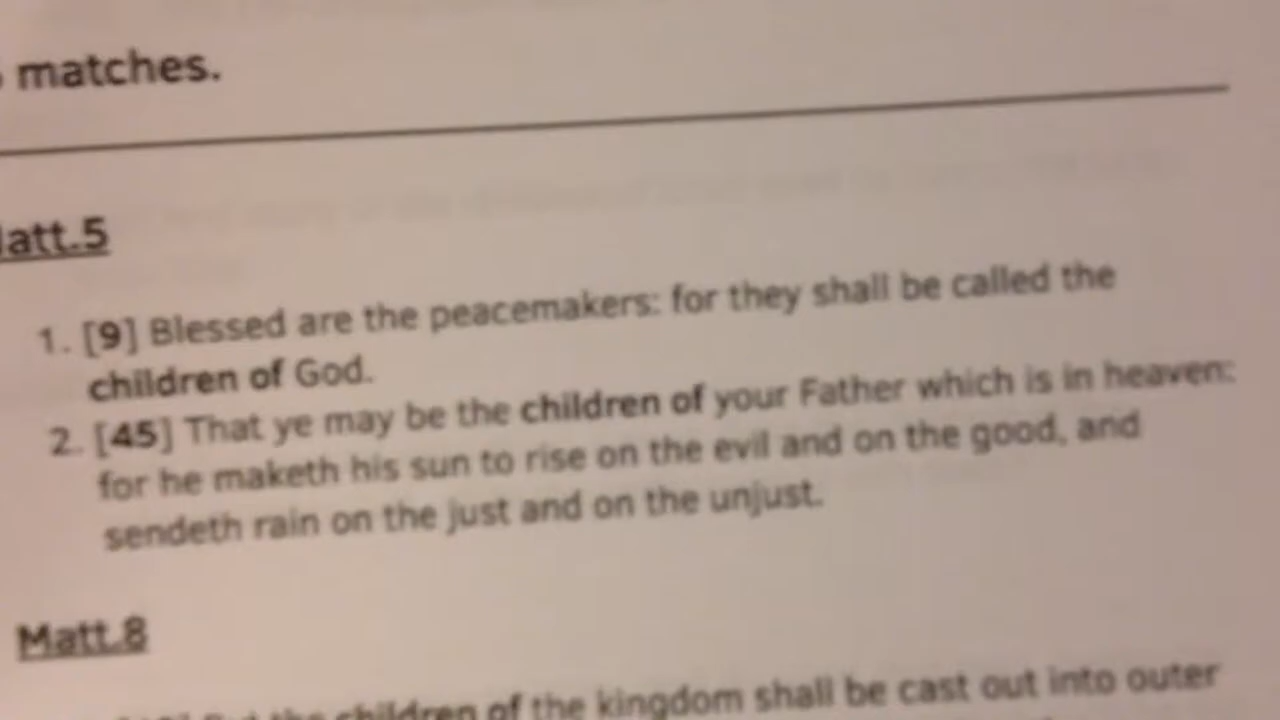 matches.
Matt.5
1. [9] Blessed are the peacemakers: for they shall be called the
children of God.
2. [45] That ye may be the children of your Father which is in heaven:
for he maketh his sun to rise on the evil and on the good, and
sendeth rain on the just and on the unjust.
Matt.8
the children of the kingdom shall be cast out into outer